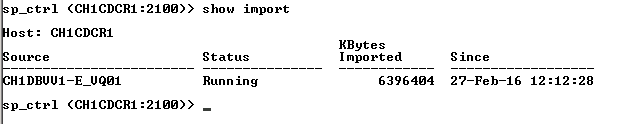 sp_ctrl (CH1CDCR1:2100)> show import
Host: CH1CDCR1
KBytes
Source Status Imported Since
CH1DBVV1-E_VQ01 Running 6396404 27-Feb-16 12:12:28
sp_ctrl (CH1CDCR1:2100)> _